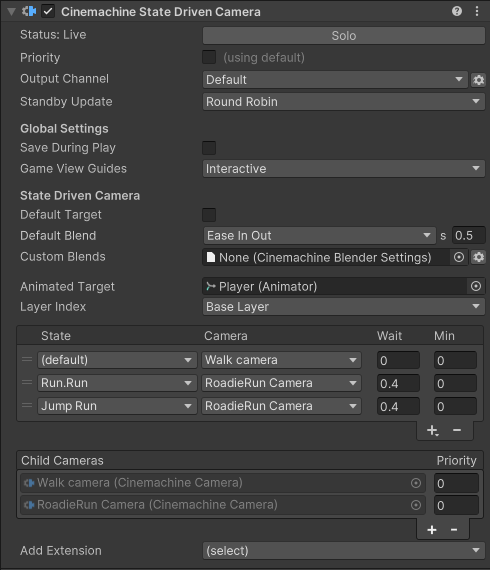 Cinemachine State Driven Camera
Status: Live Solo
Priority (using default)
Output Channel Default
Standby Update Round Robin
Global Settings
Save During Play
Game View Guides Interactive
State Driven Camera
Default Target
Default Blend Ease In Out s 0.5
Custom Blends None (Cinemachine Blender Settings)
Animated Target Player (Animator)
Layer Index Base Layer
State Camera Wait Min
(default) Walk camera 0 0
Run.Run RoadieRun Camera 0.4 0
Jump Run RoadieRun Camera 0.4 0
Child Cameras Priority
Walk camera (Cinemachine Camera) 0
RoadieRun Camera (Cinemachine Camera) 0
Add Extension (select)